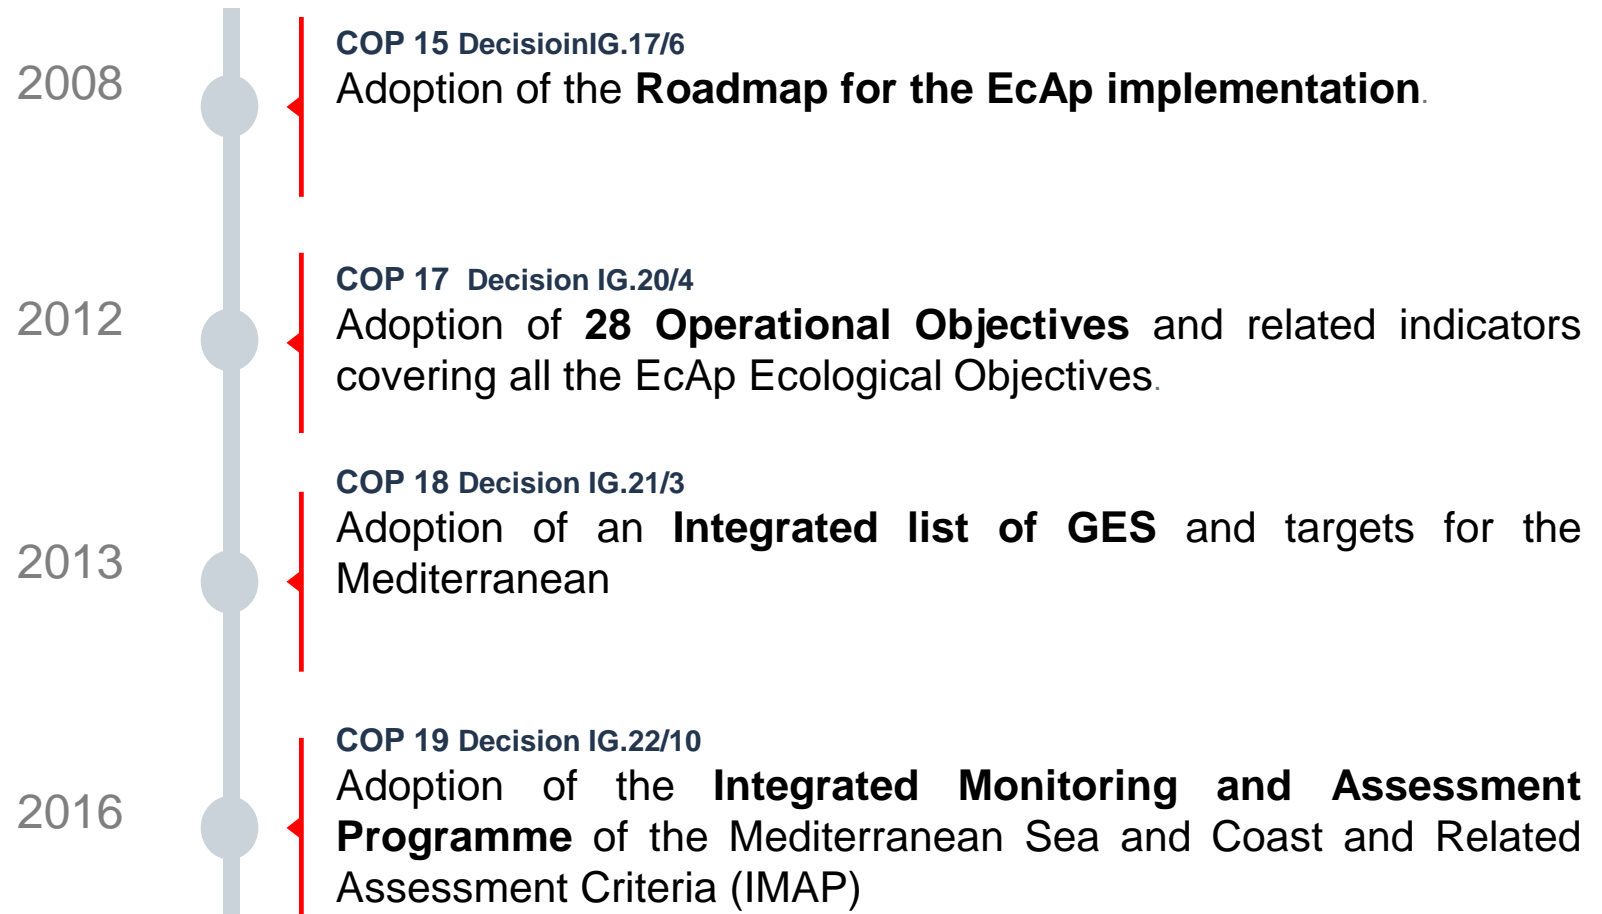 2008
COP 15 DecisioinIG.17/6
Adoption of the Roadmap for the EcAp implementation.
2012
COP 17 Decision IG.20/4
Adoption of 28 Operational Objectives and related indicators
covering all the EcAp Ecological Objectives.
2013
COP 18 Decision IG.21/3
Adoption of an Integrated list of GES and targets for the
Mediterranean
2016
COP 19 Decision IG.22/10
Adoption of the Integrated Monitoring and Assessment
Programme of the Mediterranean Sea and Coast and Related
Assessment Criteria (IMAP)